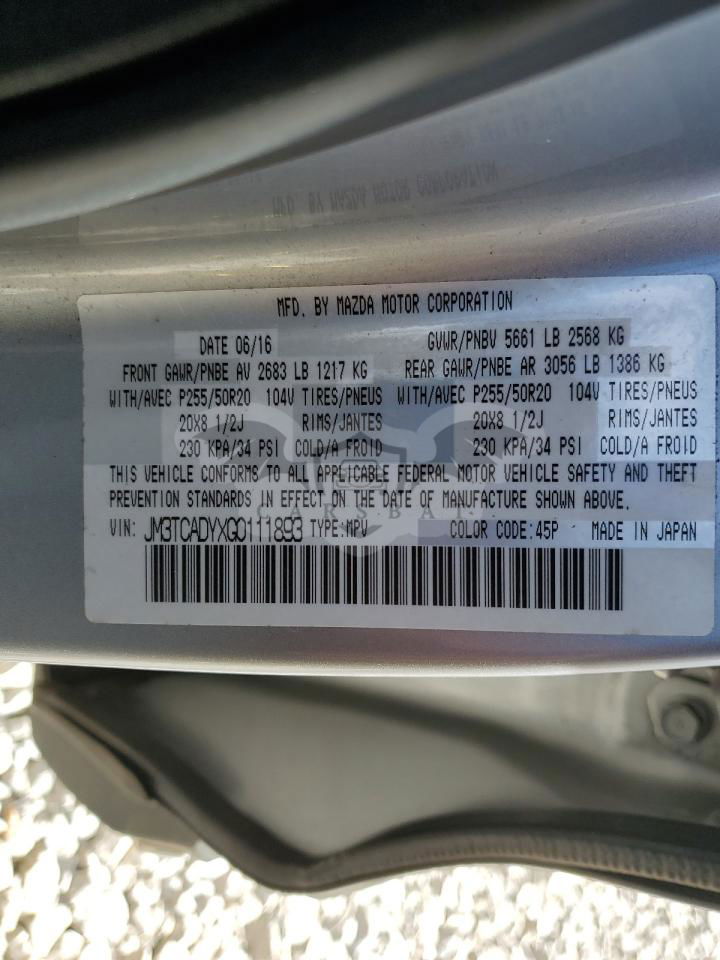 MFD. BY MAZDA MOTOR CORPORATION
DATE 06/16 GVWR/PNBV 5661 LB 2568 KG
FRONT GAWR/PNBE AV 2683 LB 1217 KG REAR GAWR/PNBE AR 3056 LB 1386 KG
WITH/AVEC P255/50R20 104V TIRES/PNEUS WITH/AVEC P255/50R20 104V TIRES/PNEUS
20X8 1/2J RIMS/JANTES 20X8 1/2J RIMS/JANTES
230 KPA/34 PSI COLD/A FROID 230 KPA/34 PSI COLD/A FROID
THIS VEHICLE CONFORMS TO ALL APPLICABLE FEDERAL MOTOR VEHICLE SAFETY AND THEFT
PREVENTION STANDARDS IN EFFECT ON THE DATE OF MANUFACTURE SHOWN ABOVE.
CARSBAT
VIN: JM3TCADYXG0111893 TYPE:MPV COLOR CODE:45P MADE IN JAPAN